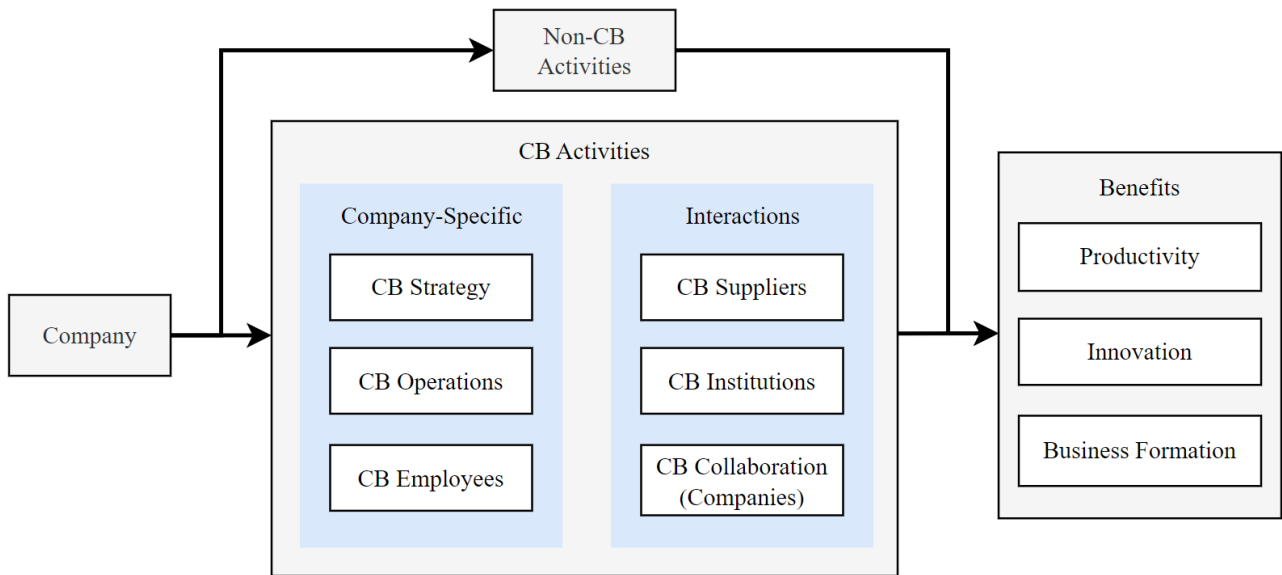 Non-CB
Activities
CB Activities
Company-Specific
CB Strategy
CB Operations
CB Employees
Interactions
CB Suppliers
CB Institutions
CB Collaboration
(Companies)
Company
Benefits
Productivity
Innovation
Business Formation